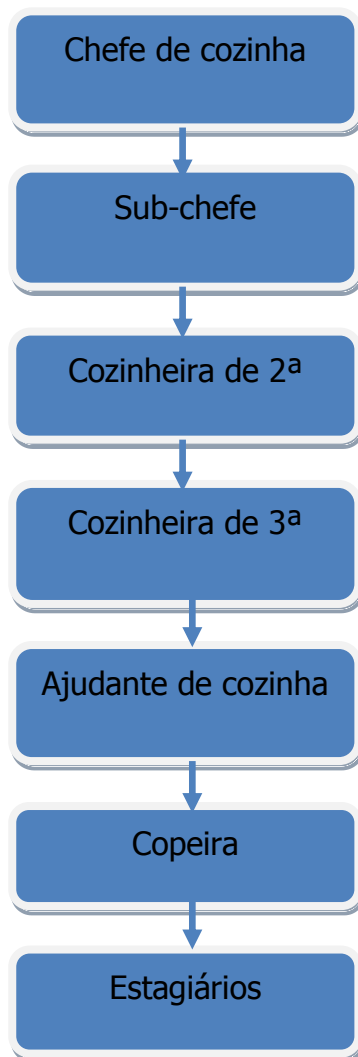 Chefe de cozinha
Sub-chefe
Cozinheira de 2ª
Cozinheira de 3ª
Ajudante de cozinha
Copeira
Estagiários